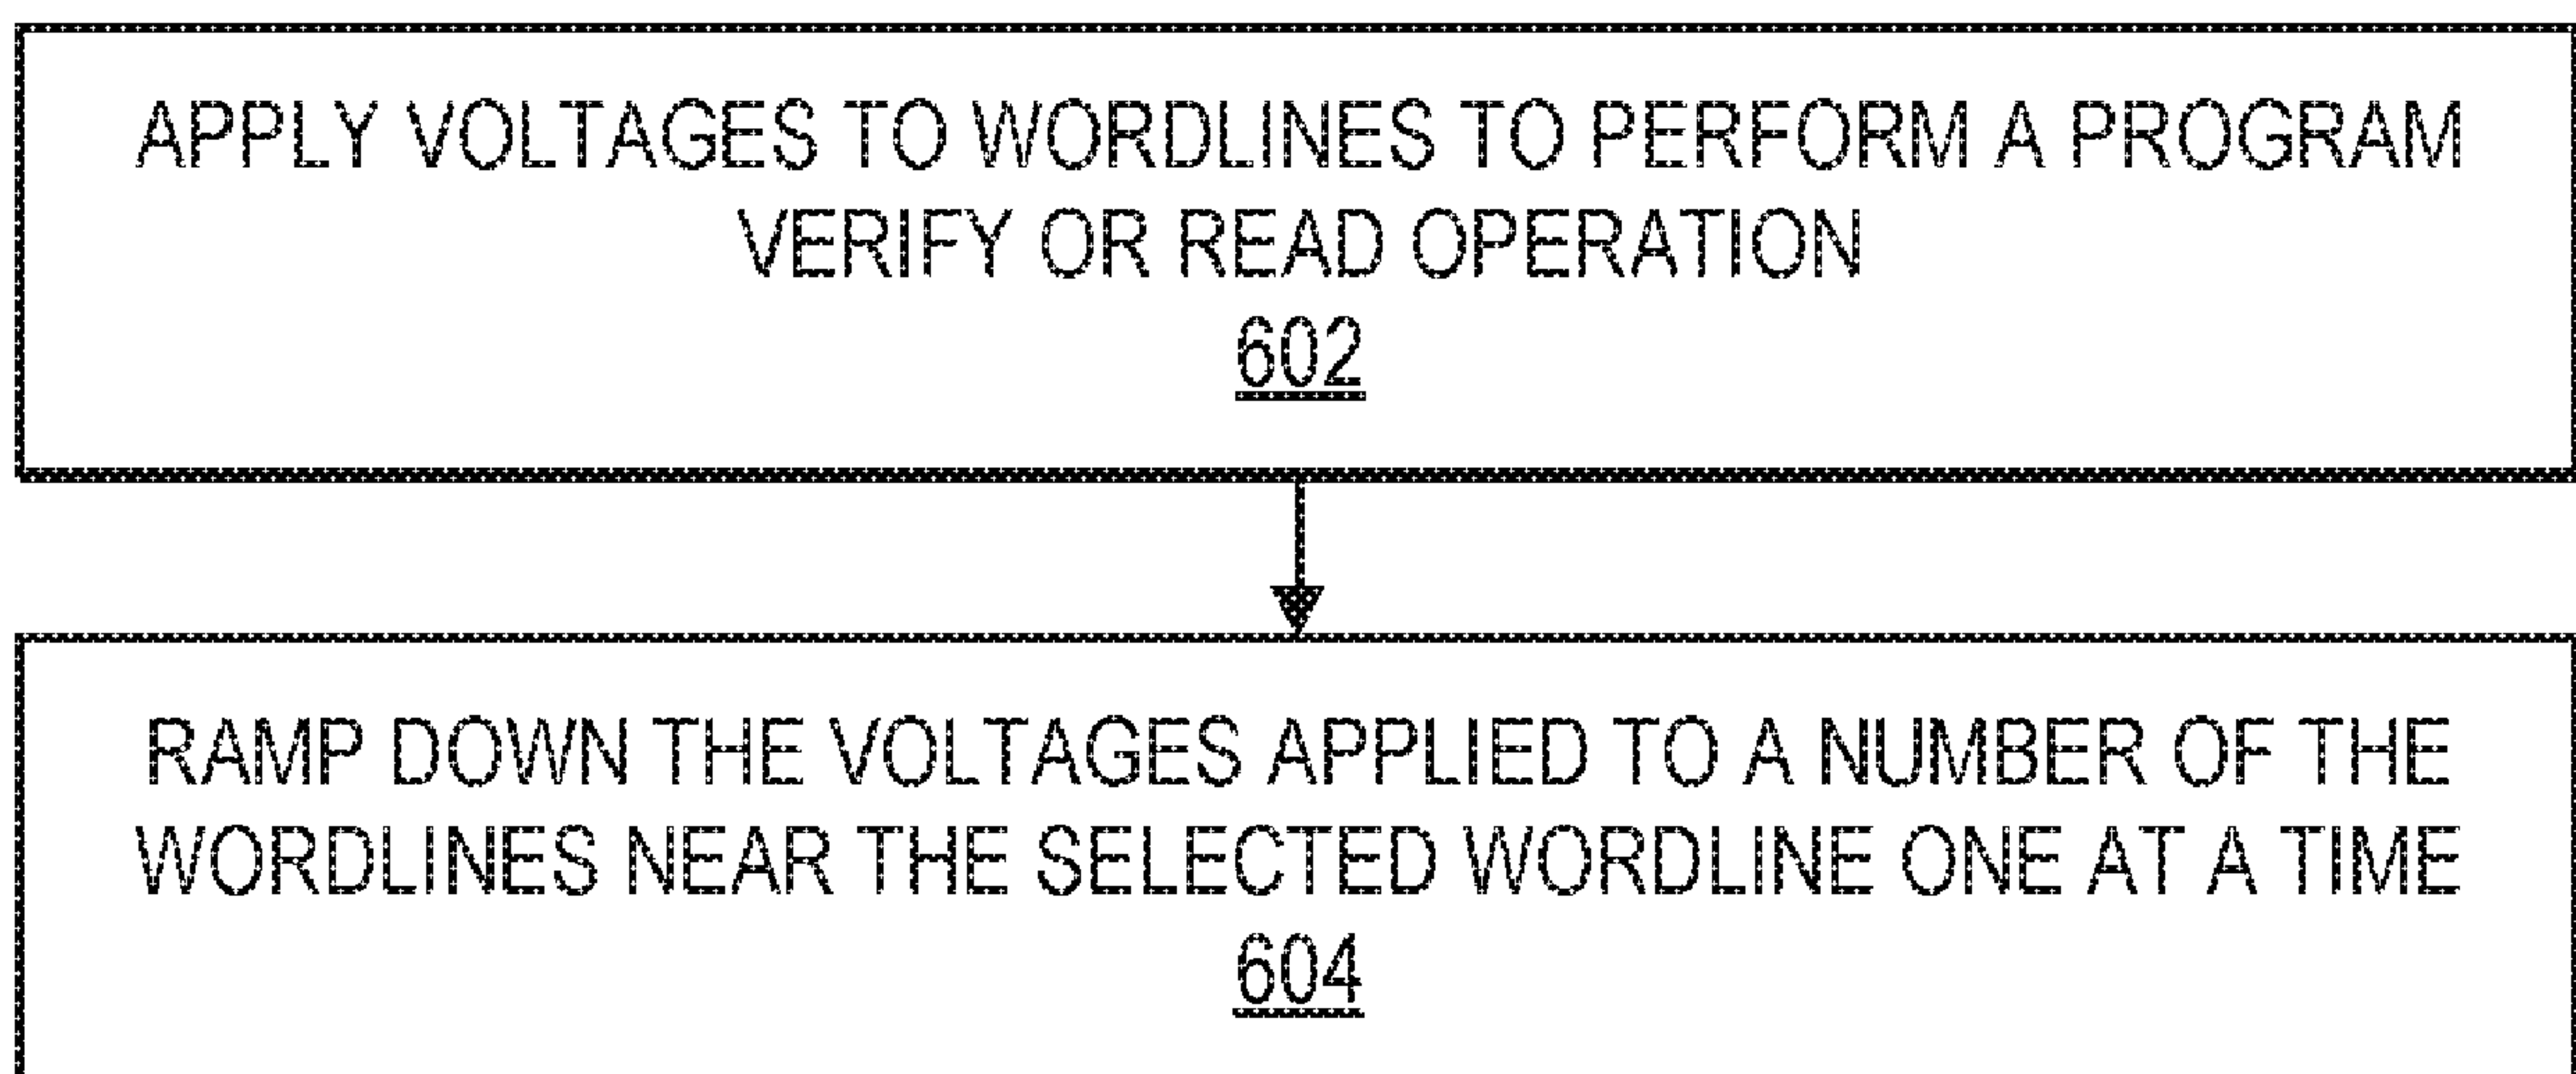 APPLY VOLTAGES TO WORDLINES TO PERFORM A PROGRAM
VERIFY OR READ OPERATION
602
RAMP DOWN THE VOLTAGES APPLIED TO A NUMBER OF THE
WORDLINES NEAR THE SELECTED WORDLINE ONE AT A TIME
604